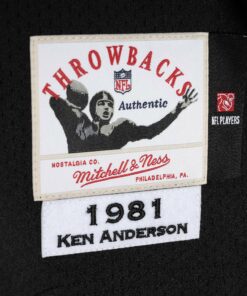 THROWBACKS
NFL
Authentic
NFL PLAYERS
NOSTALGIA CO.
Mitchell & Ness
PHILADELPHIA, PA.
1981
KEN ANDERSON